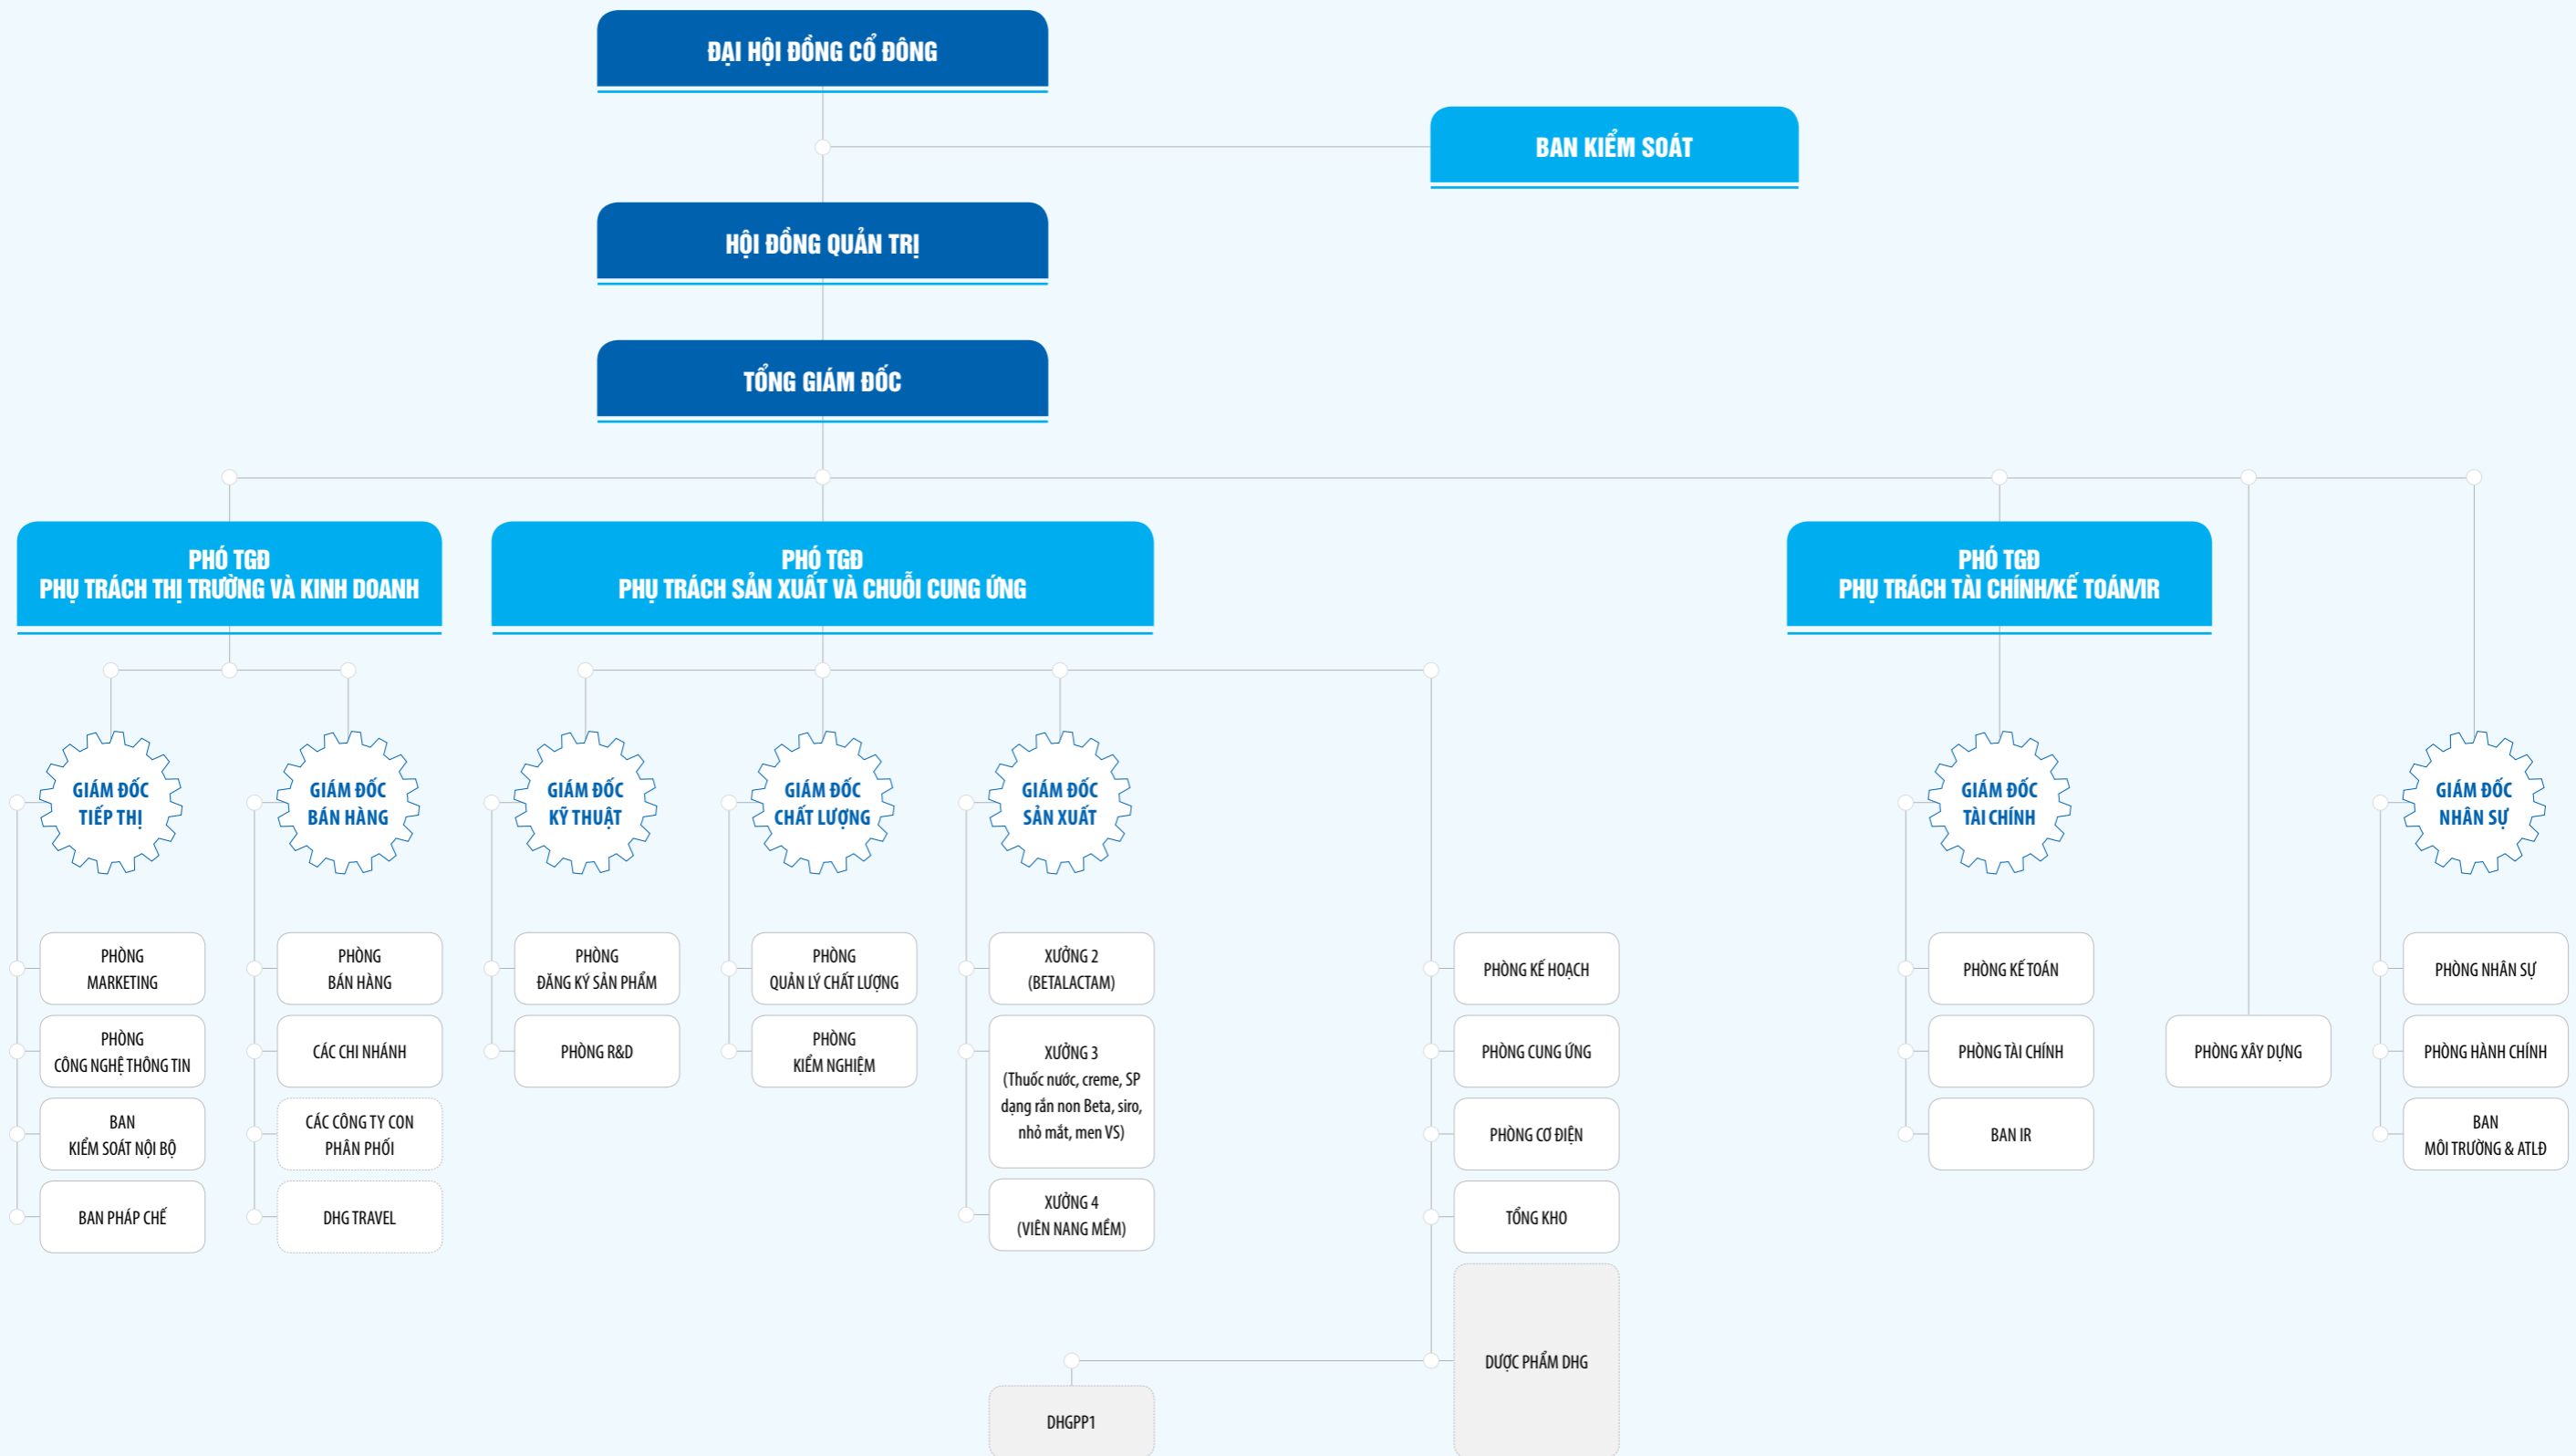 ĐẠI HỘI ĐỒNG CỔ ĐÔNG
BAN KIỂM SOÁT
HỘI ĐỒNG QUẢN TRỊ
TỔNG GIÁM ĐỐC
PHÓ TGĐ
PHỤ TRÁCH THỊ TRƯỜNG VÀ KINH DOANH
PHÓ TGĐ
PHỤ TRÁCH SẢN XUẤT VÀ CHUỖI CUNG ỨNG
PHÓ TGĐ
PHỤ TRÁCH TÀI CHÍNH/KẾ TOÁN/IR
GIÁM ĐỐC
TIẾP THỊ
GIÁM ĐỐC
BÁN HÀNG
GIÁM ĐỐC
KỸ THUẬT
GIÁM ĐỐC
CHẤT LƯỢNG
GIÁM ĐỐC
SẢN XUẤT
GIÁM ĐỐC
TÀI CHÍNH
GIÁM ĐỐC
NHÂN SỰ
PHÒNG
MARKETING
PHÒNG
CÔNG NGHỆ THÔNG TIN
BAN
KIỂM SOÁT NỘI BỘ
BAN PHÁP CHẾ
PHÒNG
BÁN HÀNG
CÁC CHI NHÁNH
CÁC CÔNG TY CON
PHÂN PHỐI
DHG TRAVEL
PHÒNG
ĐĂNG KÝ SẢN PHẨM
PHÒNG R&D
PHÒNG
QUẢN LÝ CHẤT LƯỢNG
PHÒNG
KIỂM NGHIỆM
XƯỞNG 2
(BETALACTAM)
XƯỞNG 3
(Thuốc nước, creme, SP
dạng rắn non Beta, siro,
nhỏ mắt, men VS)
XƯỞNG 4
(VIÊN NANG MỀM)
PHÒNG KẾ HOẠCH
PHÒNG CUNG ỨNG
PHÒNG CƠ ĐIỆN
TỔNG KHO
DƯỢC PHẨM DHG
DHGPP1
PHÒNG KẾ TOÁN
PHÒNG TÀI CHÍNH
BAN IR
PHÒNG XÂY DỰNG
PHÒNG NHÂN SỰ
PHÒNG HÀNH CHÍNH
BAN
MÔI TRƯỜNG & ATLĐ